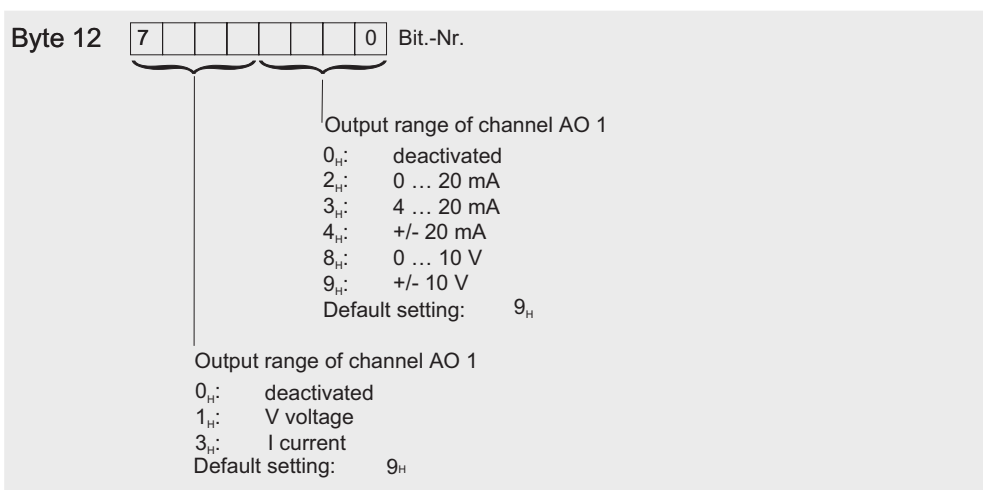 Byte 12 7 0 Bit.-Nr.
Output range of channel AO 1
0H: deactivated
2H: 0 … 20 mA
3H: 4 … 20 mA
4H: +/- 20 mA
8H: 0 … 10 V
9H: +/- 10 V
Default setting: 9H
Output range of channel AO 1
0H: deactivated
1H: V voltage
3H: I current
Default setting: 9H